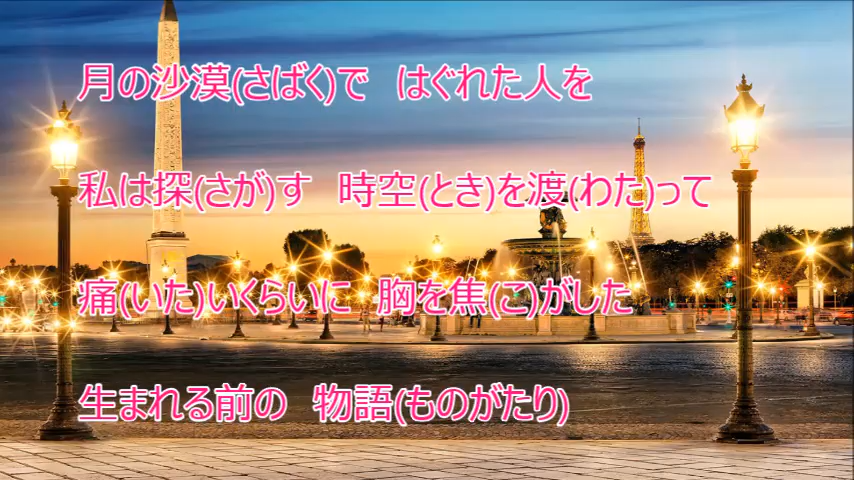 月の沙漠(さばく)で　はぐれた人を
私は探(さが)す　時空(とき)を渡(わた)って
痛(いた)いくらいに　胸を焦(こ)がした
生まれる前の　物語(ものがたり)